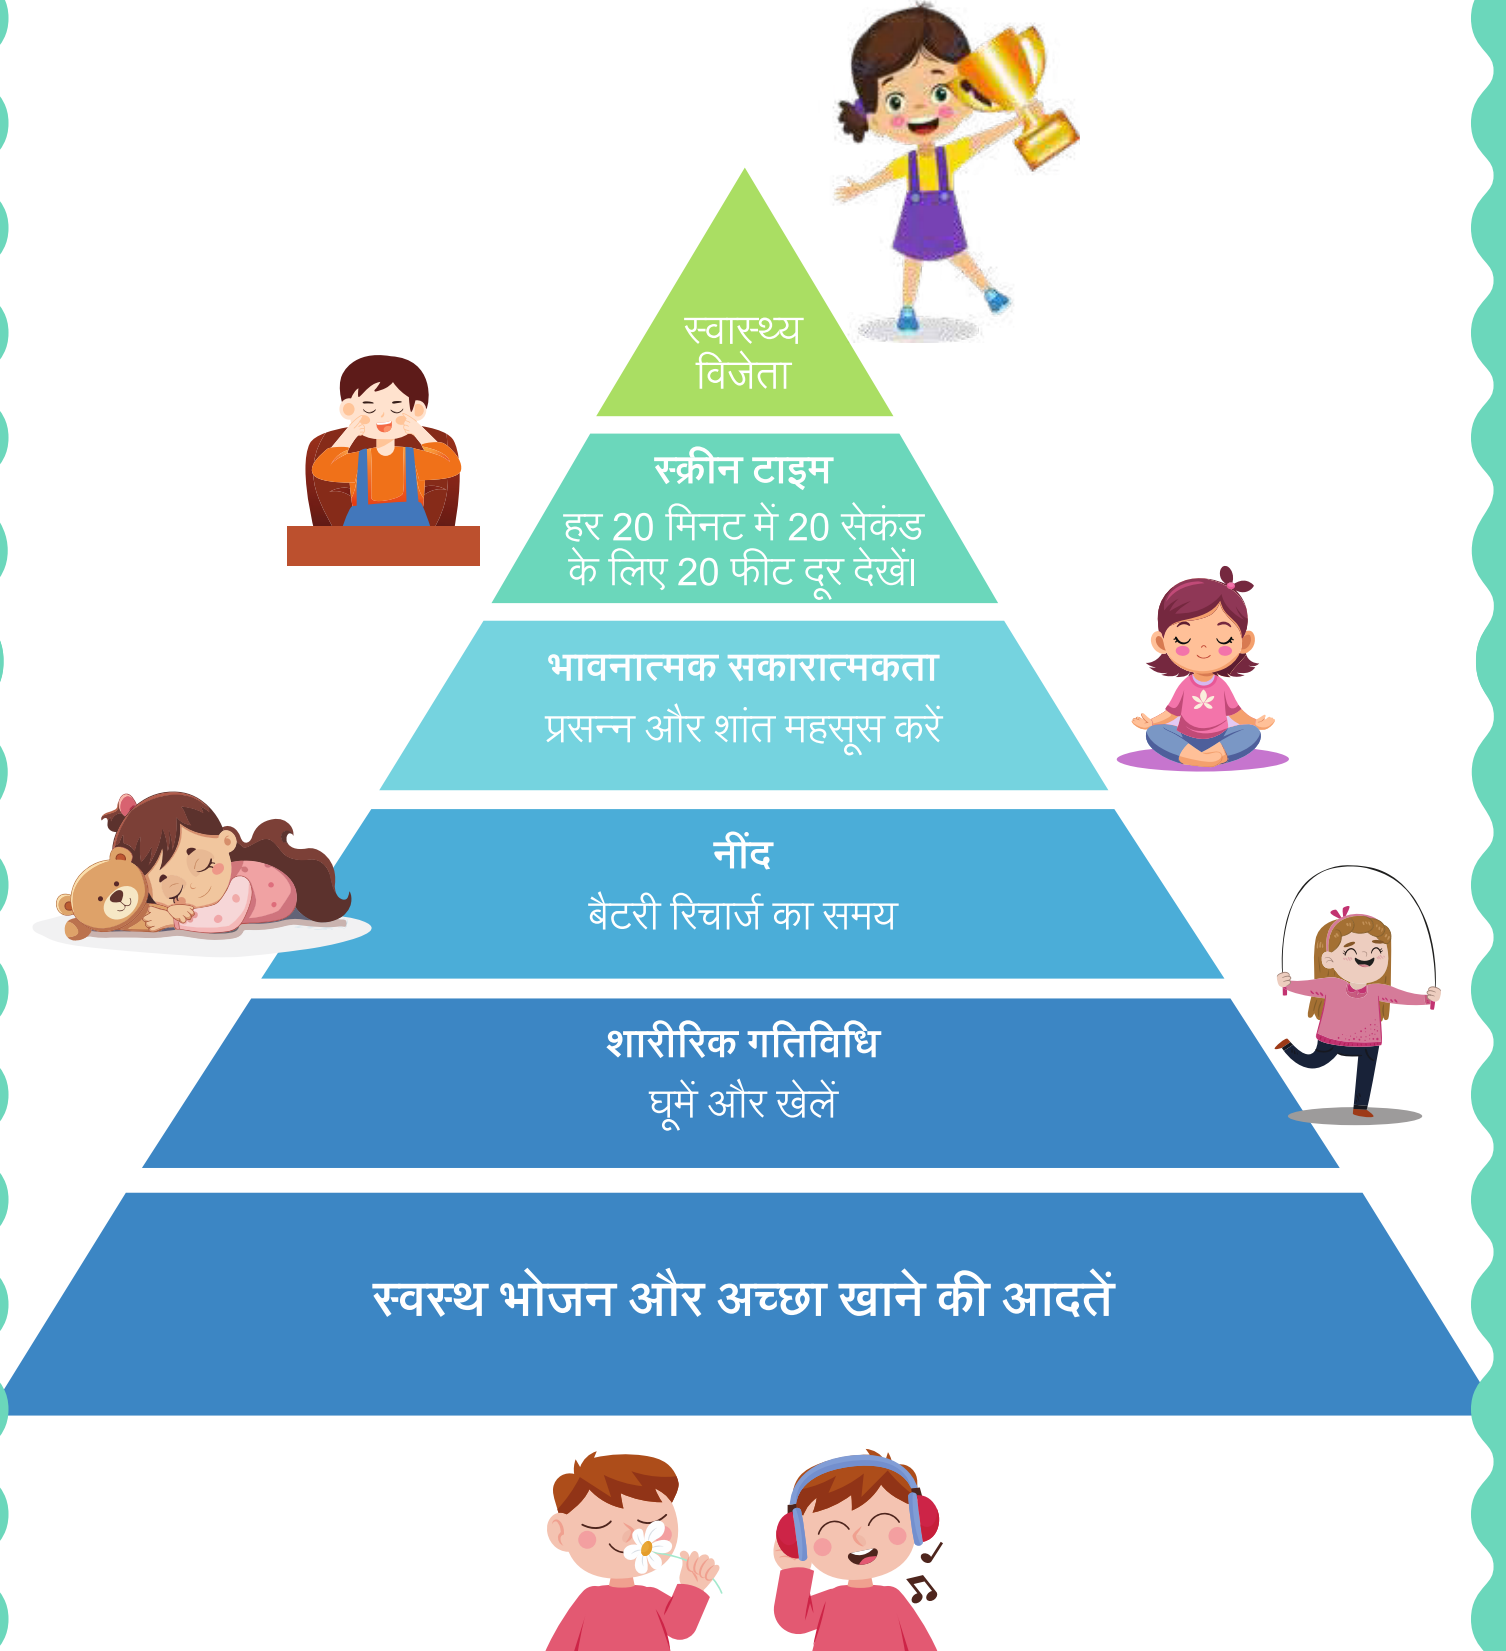 स्वास्थ्य
विजेता
स्क्रीन टाइम
हर 20 मिनट में 20 सेकंड
के लिए 20 फीट दूर देखें।
भावनात्मक सकारात्मकता
प्रसन्न और शांत महसूस करें
नींद
बैटरी रिचार्ज का समय
शारीरिक गतिविधि
घूमें और खेलें
स्वस्थ भोजन और अच्छा खाने की आदतें